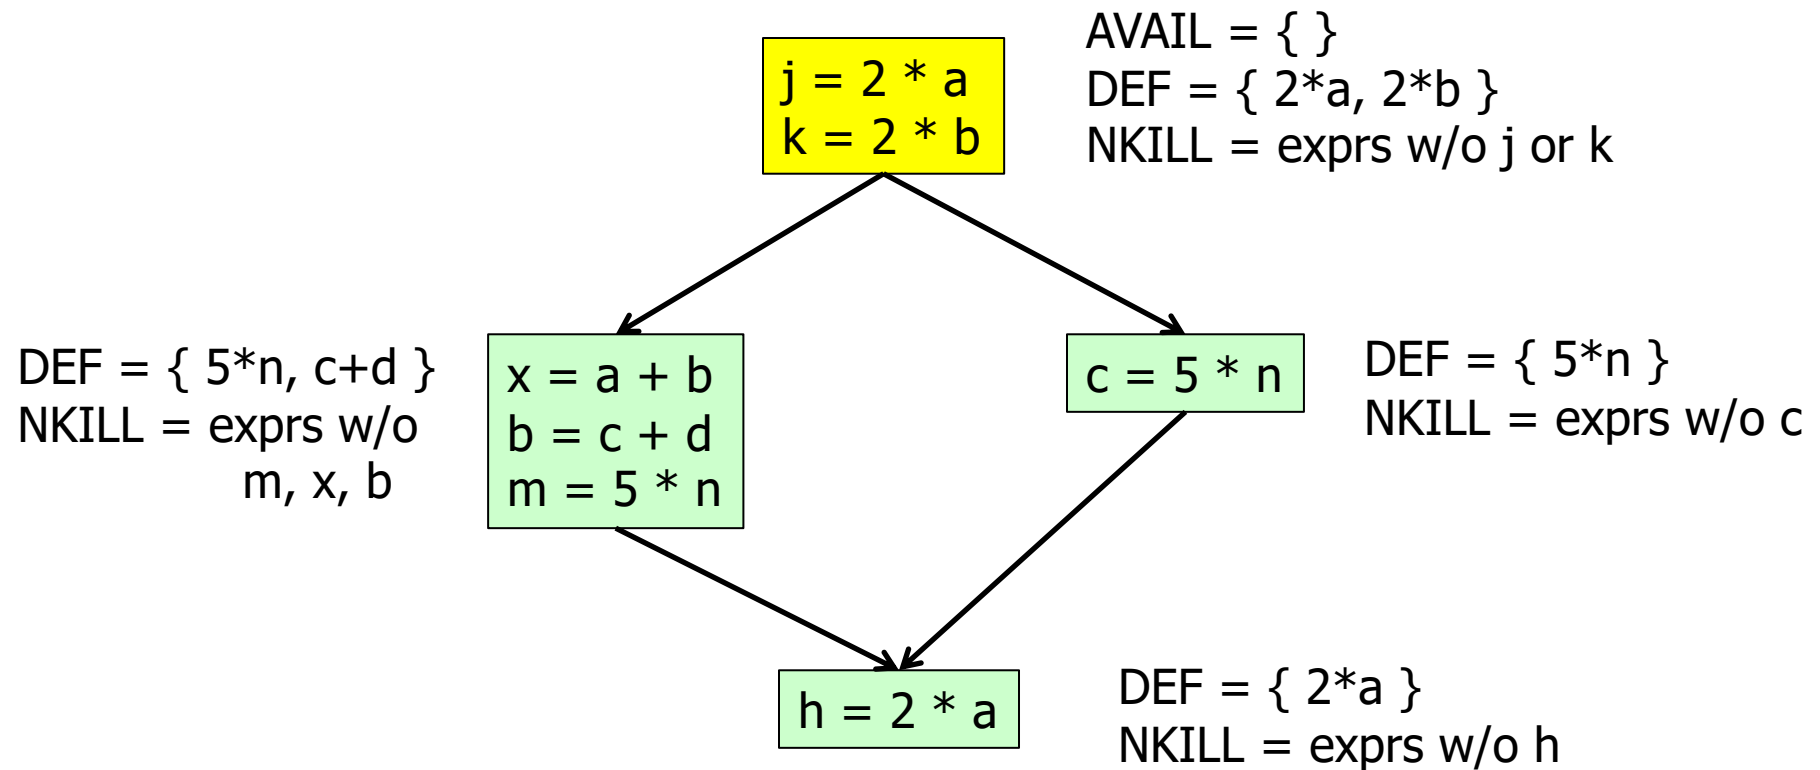 j = 2 * a
k = 2 * b
AVAIL = { }
DEF = { 2*a, 2*b }
NKILL = exprs w/o j or k
DEF = { 5*n, c+d }
NKILL = exprs w/o
m, x, b
x = a + b
b = c + d
m = 5 * n
c = 5 * n
DEF = { 5*n }
NKILL = exprs w/o c
h = 2 * a
DEF = { 2*a }
NKILL = exprs w/o h